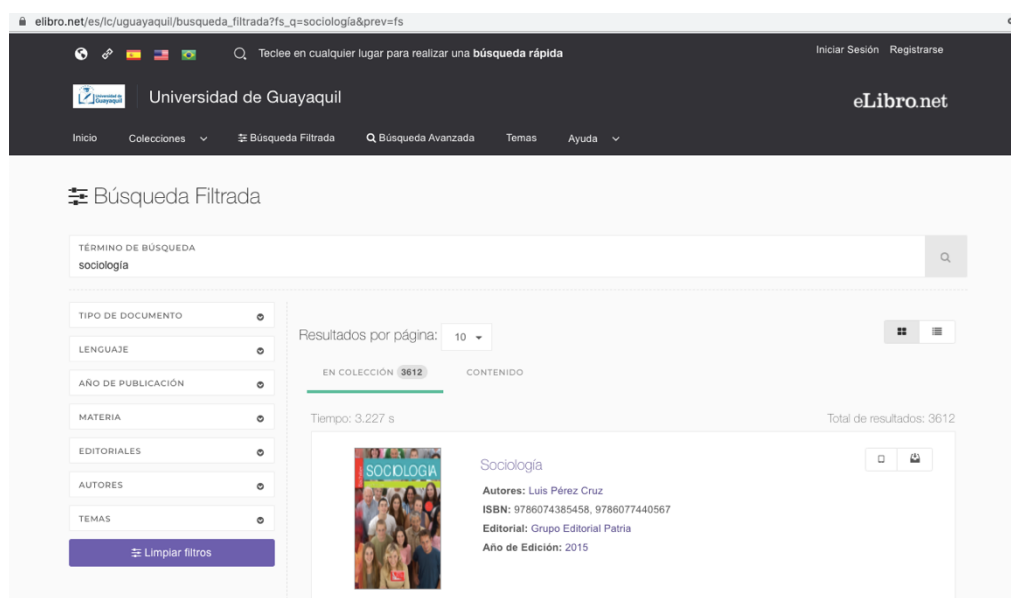 elibro.net/es/lc/uguayaquil/busqueda_filtrada?fs_q=sociología&prev=fs
Teclee en cualquier lugar para realizar una búsqueda rápida
Iniciar Sesión Registrarse
Universidad de Guayaquil
Universidad de Guayaquil
eLibro.net
Inicio Colecciones Búsqueda Filtrada Búsqueda Avanzada Temas Ayuda
Búsqueda Filtrada
TÉRMINO DE BÚSQUEDA
sociología
TIPO DE DOCUMENTO
LENGUAJE
AÑO DE PUBLICACIÓN
MATERIA
EDITORIALES
AUTORES
TEMAS
Limpiar filtros
Resultados por página: 10
EN COLECCIÓN 3612 CONTENIDO
Tiempo: 3.227 s Total de resultados: 3612
SOCIOLOGÍA
Sociología
Autores: Luis Pérez Cruz
ISBN: 9786074385458, 9786077440567
Editorial: Grupo Editorial Patria
Año de Edición: 2015